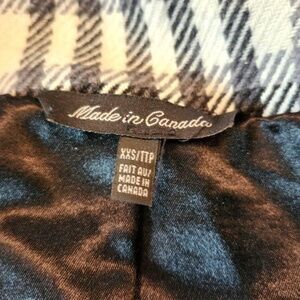 Made in Canada
XXS/TTP
FAIT AU/
MADE IN
CANADA